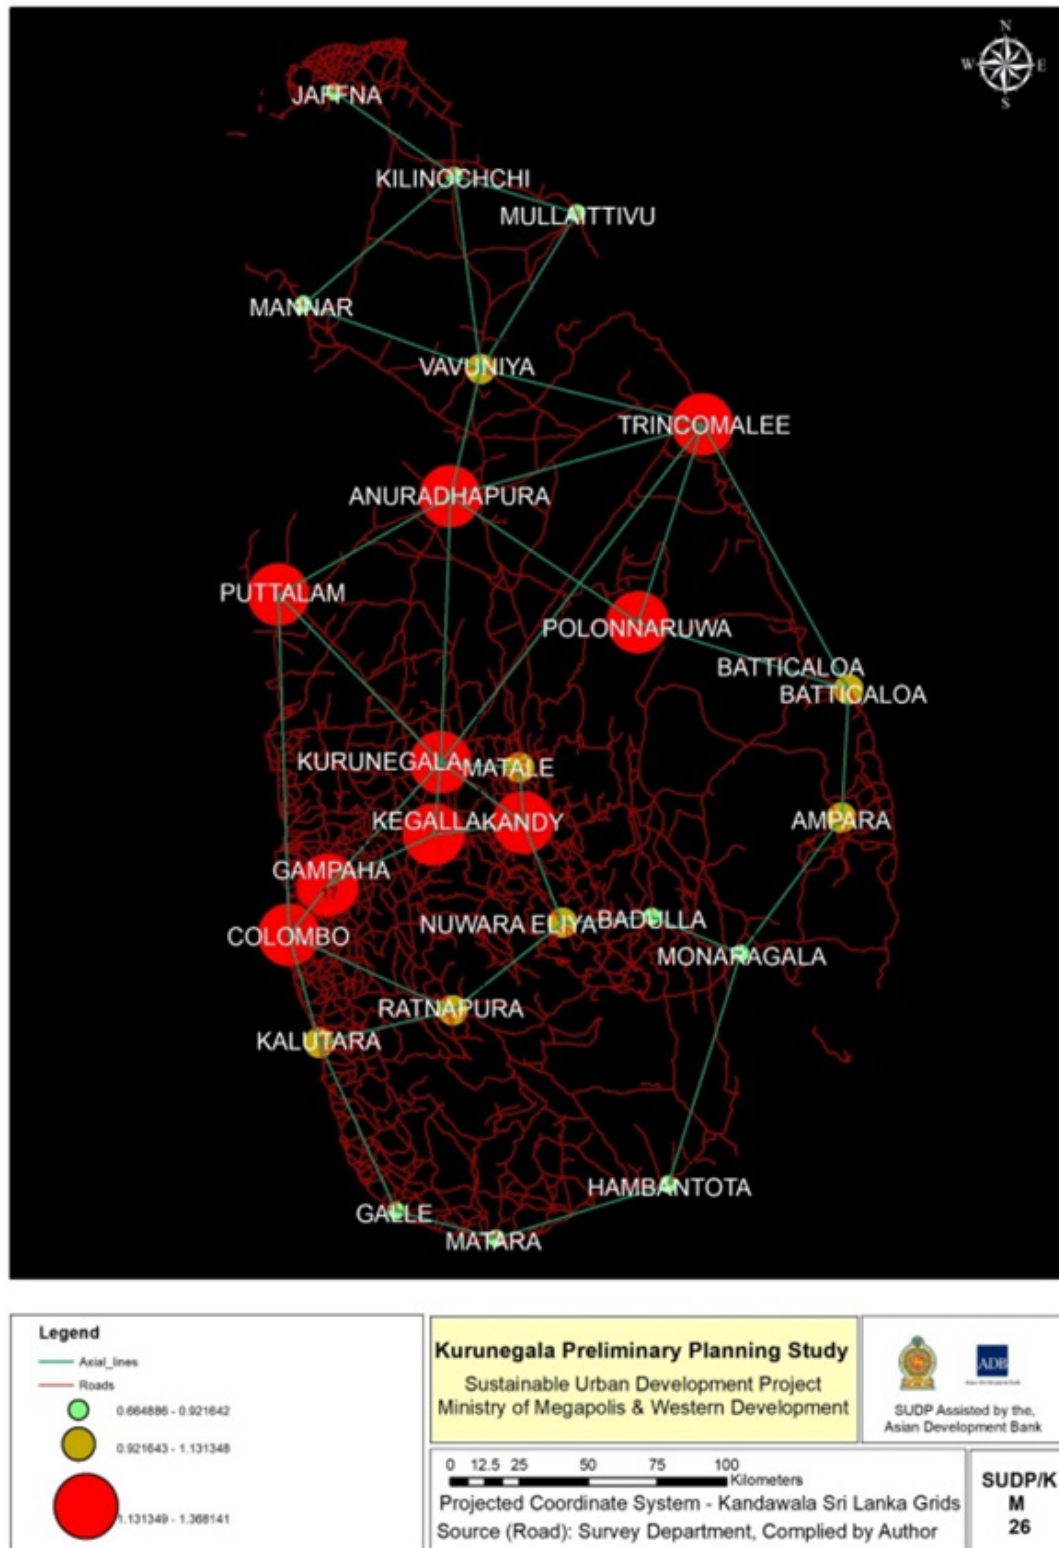 N
W E
S
JAFFNA
KILINOCHCHI
MULLAITTIVU
MANNAR
VAVUNIYA
TRINCOMALEE
ANURADHAPURA
PUTTALAM
POLONNARUWA
BATTICALOA
BATTICALOA
KURUNEGALA
MATALE
KEGALLA
KANDY
AMPARA
GAMPAHA
17
COLOMBO
NUWARA ELIYA
BADULLA
MONARAGALA
RATNAPURA
KALUTARA
HAMBANTOTA
GALLE
MATARA
Legend
Axial_lines
Roads
0.664886 - 0.921642
0.921643 - 1.131348
1.131349 - 1.368141
Kurunegala Preliminary Planning Study
Sustainable Urban Development Project
Ministry of Megapolis & Western Development
ADB
SUDP Assisted by the,
Asian Development Bank
0 12.5 25 50 75 100
Kilometers
Projected Coordinate System - Kandawala Sri Lanka Grids
Source (Road): Survey Department, Complied by Author
SUDP/K
M
26